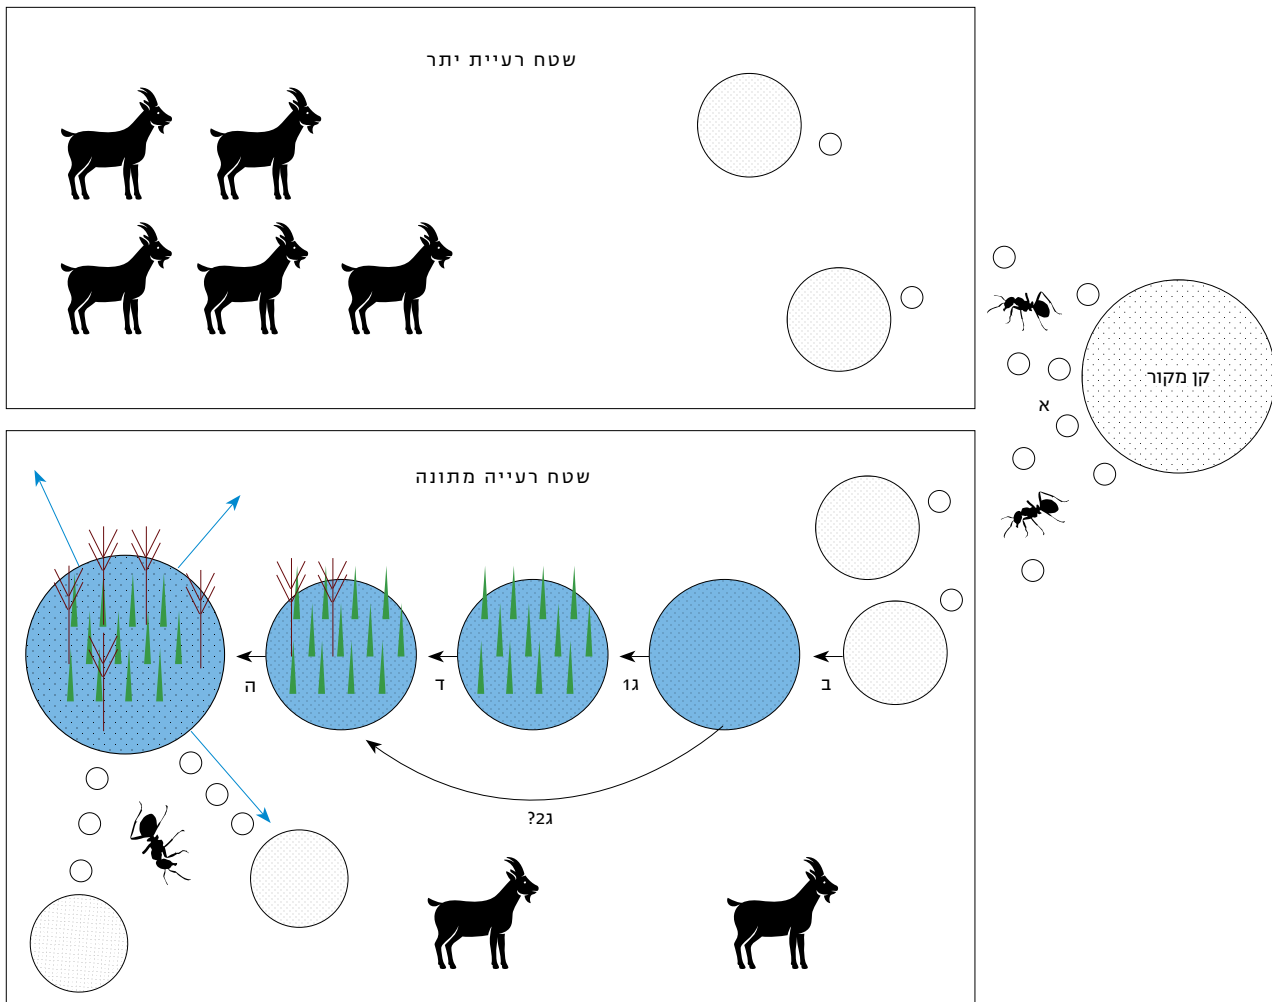 שטח רעיית יתר
קן מקור
א
שטח רעייה מתונה
ב
ג1
ד
ה
ג2?